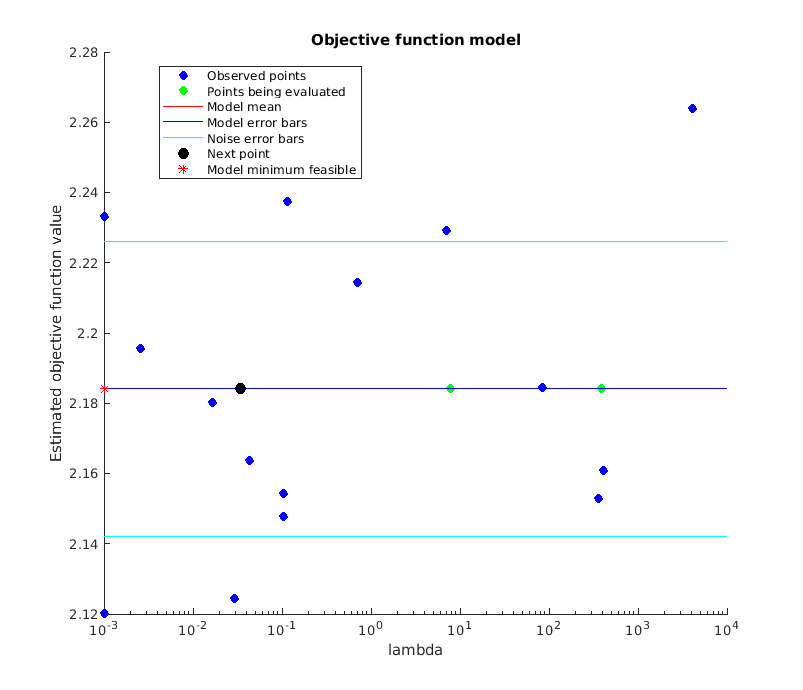 Objective function model
2.28
2.26
2.24
2.22
2.2
2.18
2.16
2.14
2.12
Estimated objective function value
Observed points
Points being evaluated
Model mean
Model error bars
Noise error bars
Next point
Model minimum feasible
10^-3 10^-2 10^-1 10^0 10^1 10^2 10^3 10^4
lambda